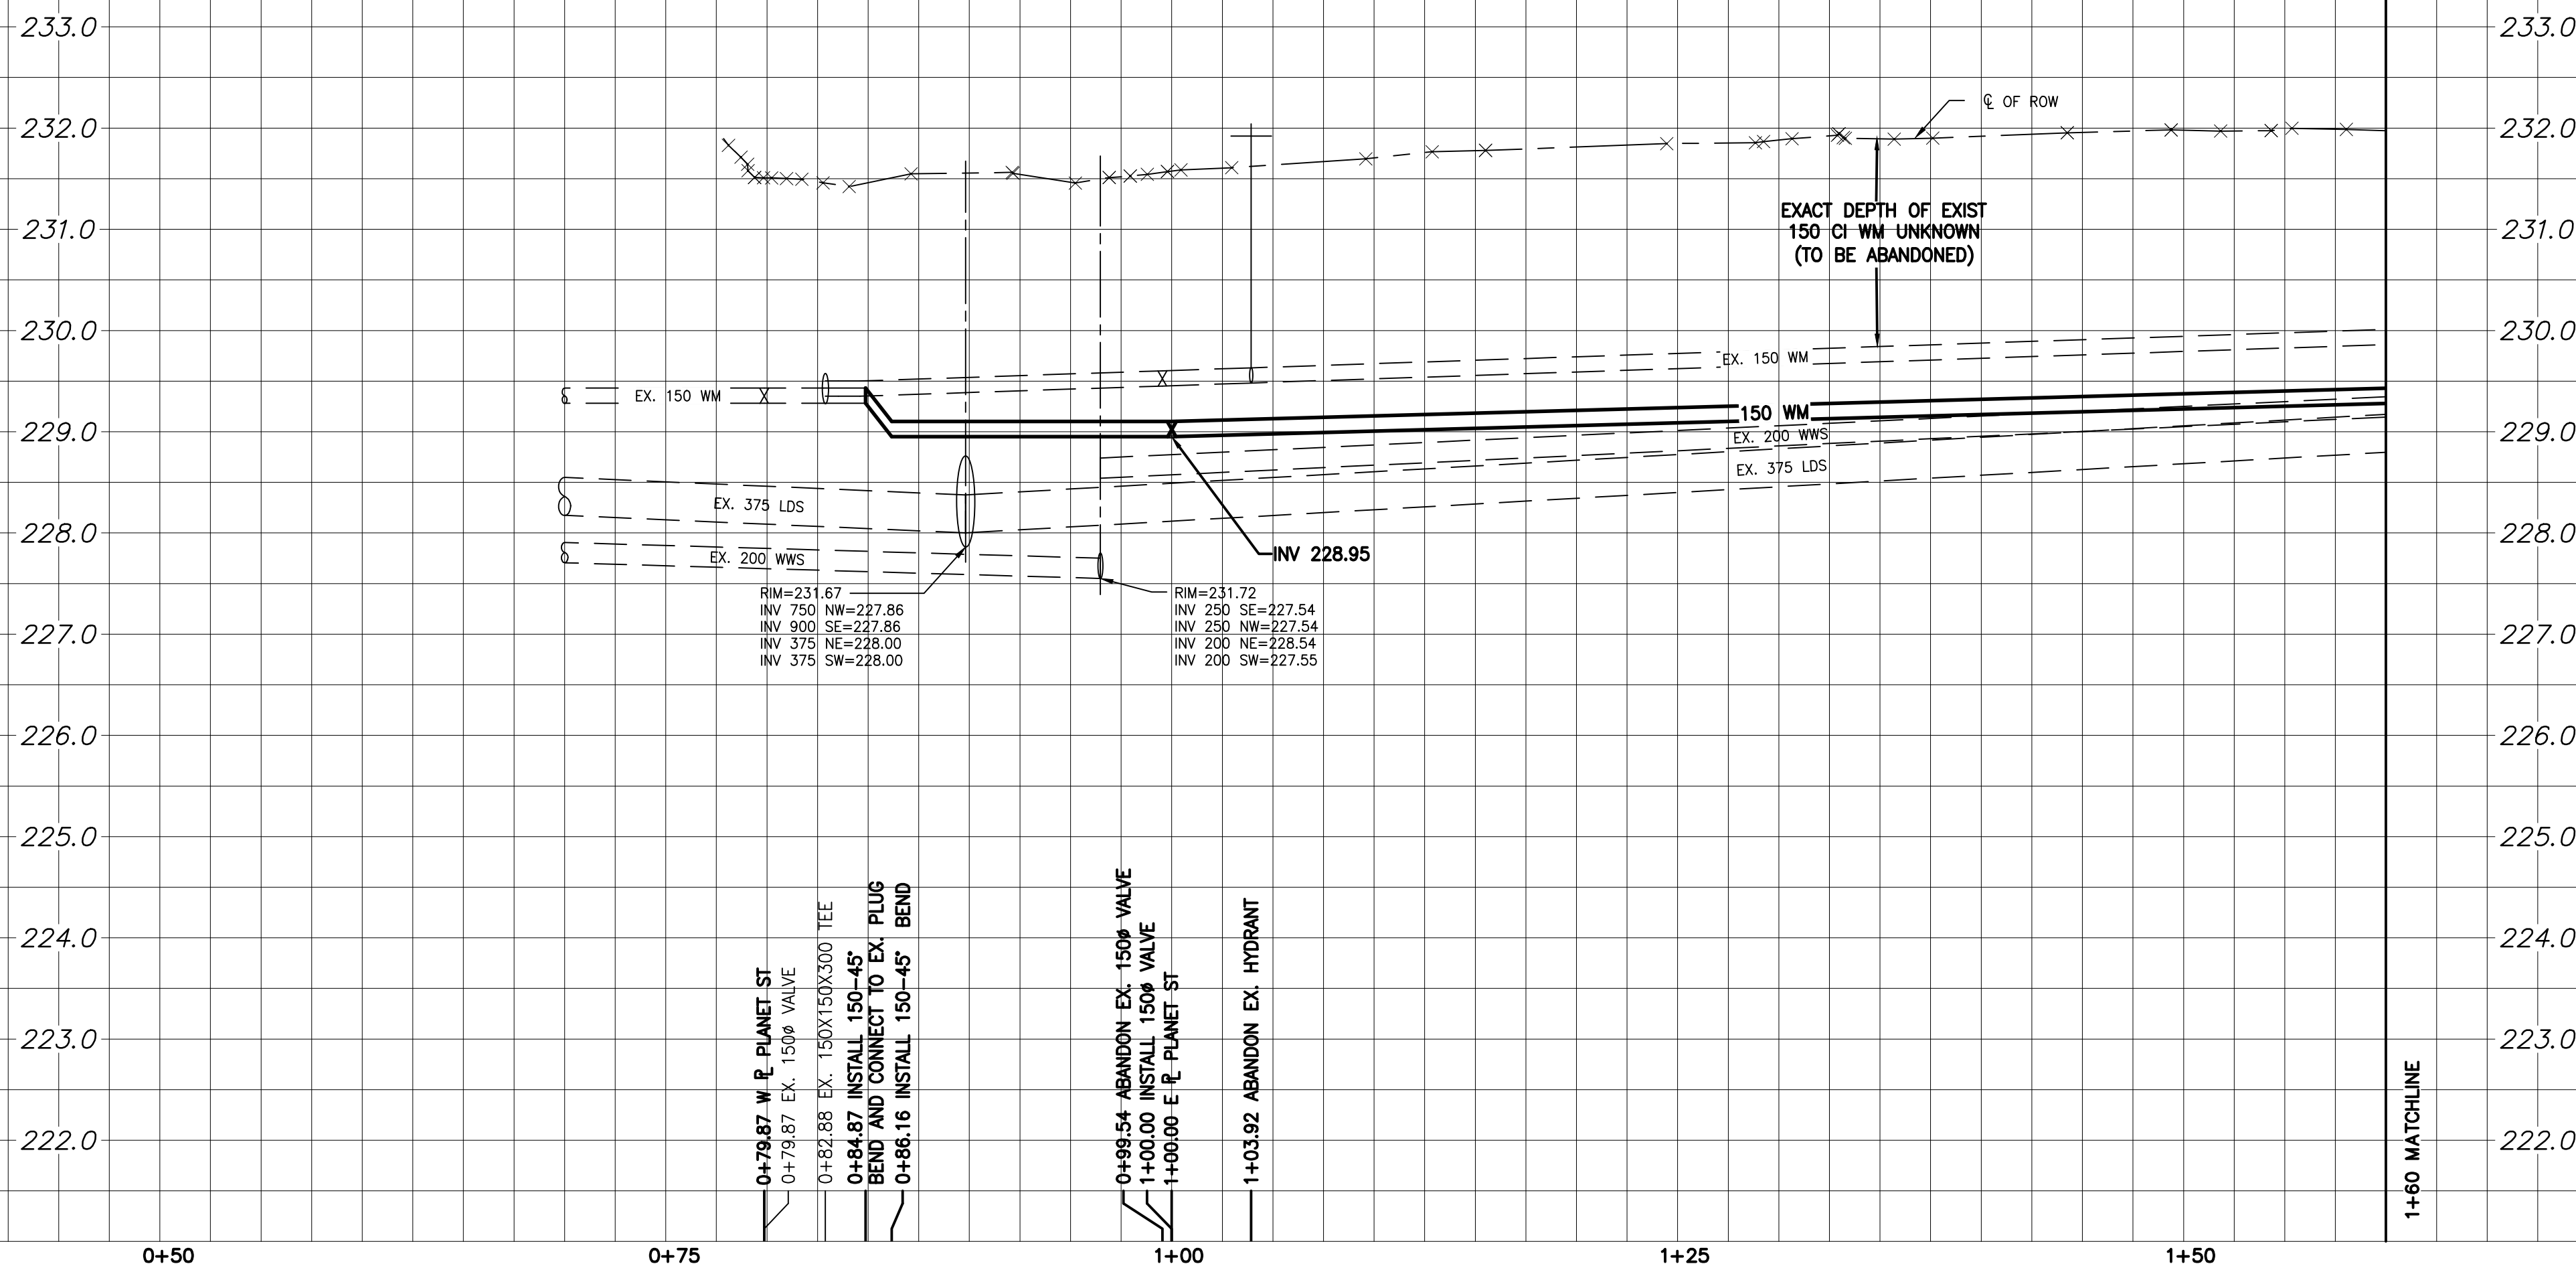 233.0 233.0
℄ OF ROW
232.0 232.0
EXACT DEPTH OF EXIST
150 CI WM UNKNOWN
(TO BE ABANDONED)
231.0 231.0
230.0 230.0
EX. 150 WM
EX. 150 WM
150 WM
229.0 229.0
EX. 200 WWS
EX. 375 LDS
EX. 375 LDS
228.0 228.0
EX. 200 WWS
INV 228.95
RIM=231.67
INV 750 NW=227.86
INV 900 SE=227.86
INV 375 NE=228.00
INV 375 SW=228.00
RIM=231.72
INV 250 SE=227.54
INV 250 NW=227.54
INV 200 NE=228.54
INV 200 SW=227.55
227.0 227.0
226.0 226.0
225.0 225.0
224.0 224.0
223.0 223.0
222.0 222.0
0+79.87 W ⅊ PLANET ST
0+79.87 EX. 150ø VALVE
0+82.88 EX. 150X150X300 TEE
0+84.87 INSTALL 150-45°
BEND AND CONNECT TO EX. PLUG
0+86.16 INSTALL 150-45° BEND
0+99.54 ABANDON EX. 150ø VALVE
1+00.00 INSTALL 150ø VALVE
1+00.00 E ⅊ PLANET ST
1+03.92 ABANDON EX. HYDRANT
1+60 MATCHLINE
0+50 0+75 1+00 1+25 1+50